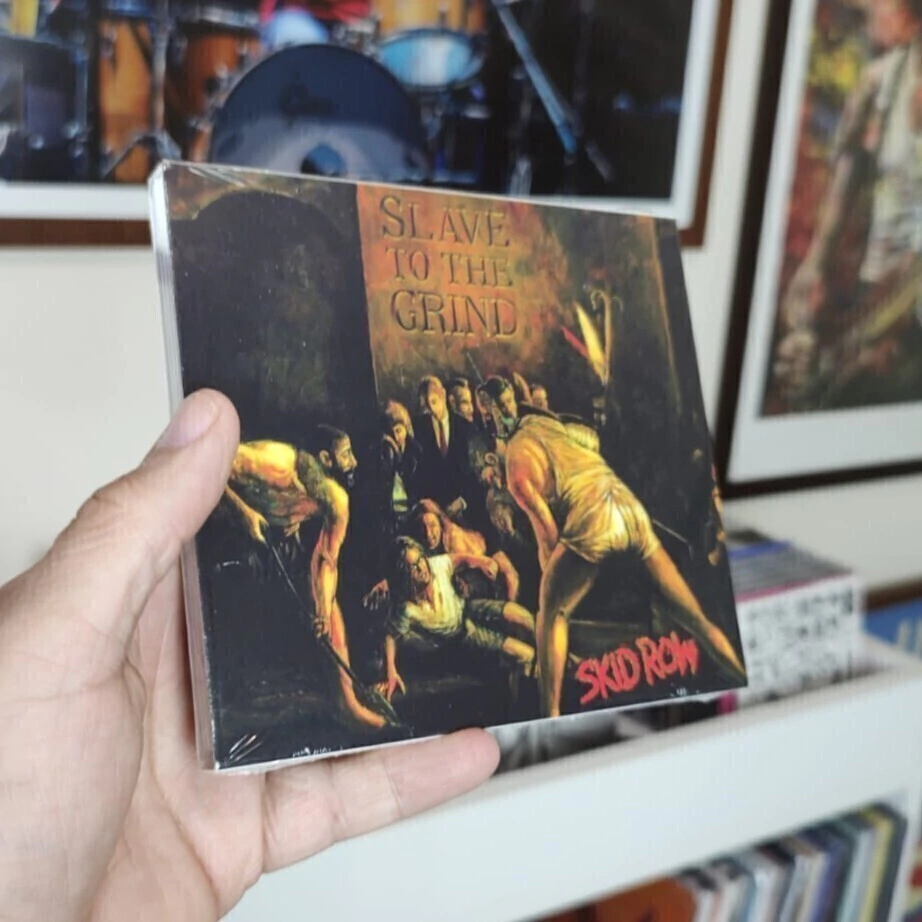 SLAVE
TO THE
GRIND
SKID ROW